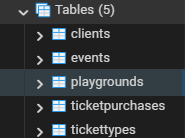 Tables (5)
clients
events
playgrounds
ticketpurchases
tickettypes